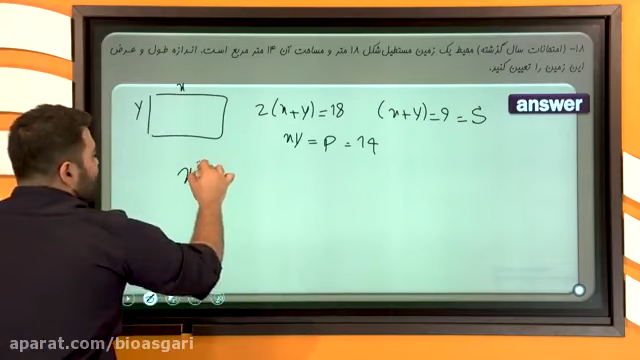 ۱۸- (امتحانات سال گذشته) محیط یک زمین مستطیل شکل ۱۸ متر و مساحت آن ۱۴ متر مربع است. اندازه طول و عرض
این زمین را تعیین کنید.
answer
x
y 2(x+y)=18 (x+y)=9=S
xy=P=14
x
aparat.com/bioasgari